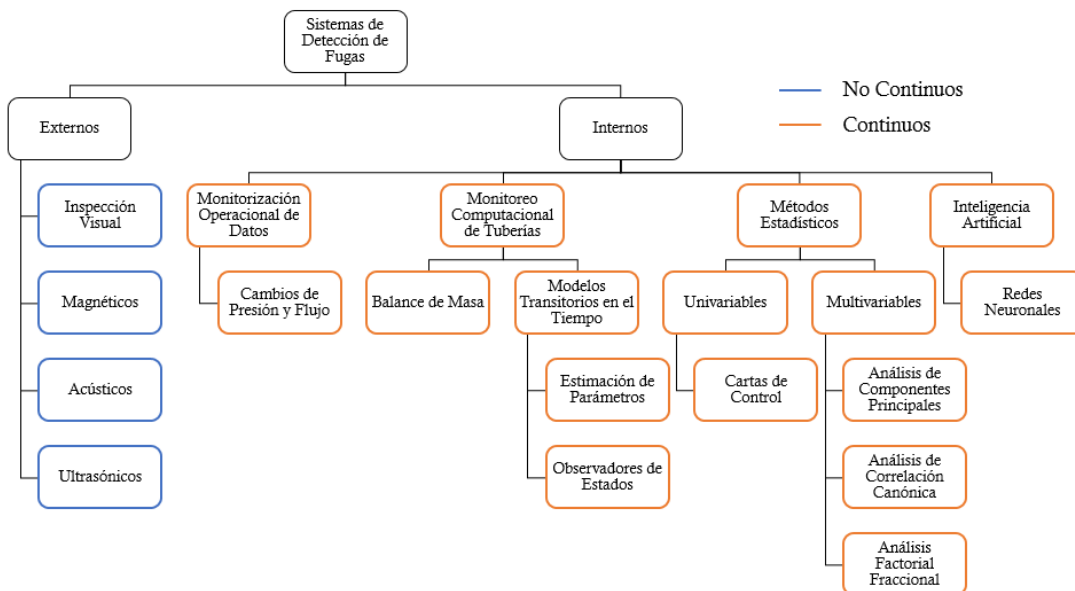 Sistemas de
Detección de
Fugas
No Continuos
Continuos
Externos
Internos
Inspección
Visual
Magnéticos
Acústicos
Ultrasónicos
Monitorización
Operacional de
Datos
Cambios de
Presión y Flujo
Monitoreo
Computacional
de Tuberías
Balance de Masa
Modelos
Transitorios en el
Tiempo
Estimación de
Parámetros
Observadores de
Estados
Métodos
Estadísticos
Univariables
Cartas de
Control
Multivariables
Análisis de
Componentes
Principales
Análisis de
Correlación
Canónica
Análisis
Factorial
Fraccional
Inteligencia
Artificial
Redes
Neuronales